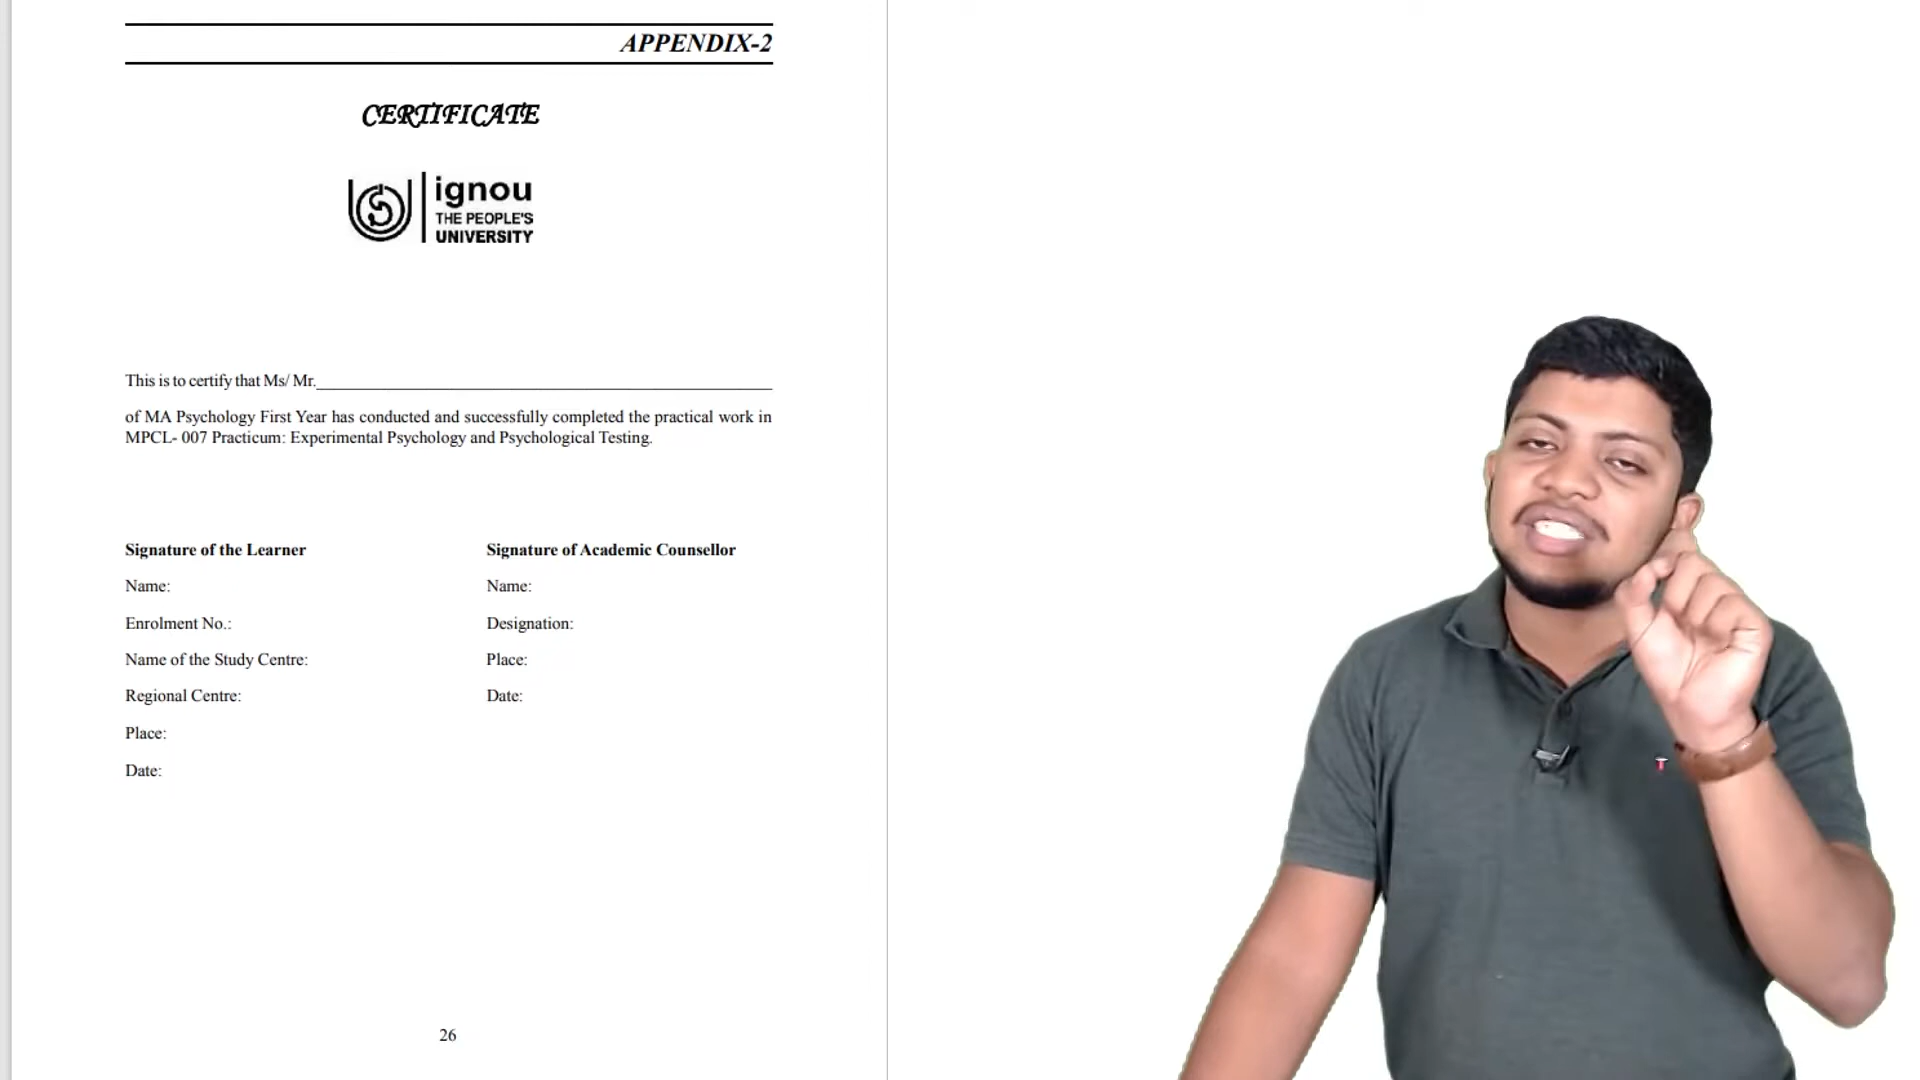 APPENDIX-2
CERTIFICATE
ignou
THE PEOPLE'S
UNIVERSITY
This is to certify that Ms/ Mr.
of MA Psychology First Year has conducted and successfully completed the practical work in
MPCL- 007 Practicum: Experimental Psychology and Psychological Testing.
Signature of the Learner
Name:
Enrolment No.:
Name of the Study Centre:
Regional Centre:
Place:
Date:
Signature of Academic Counsellor
Name:
Designation:
Place:
Date:
26